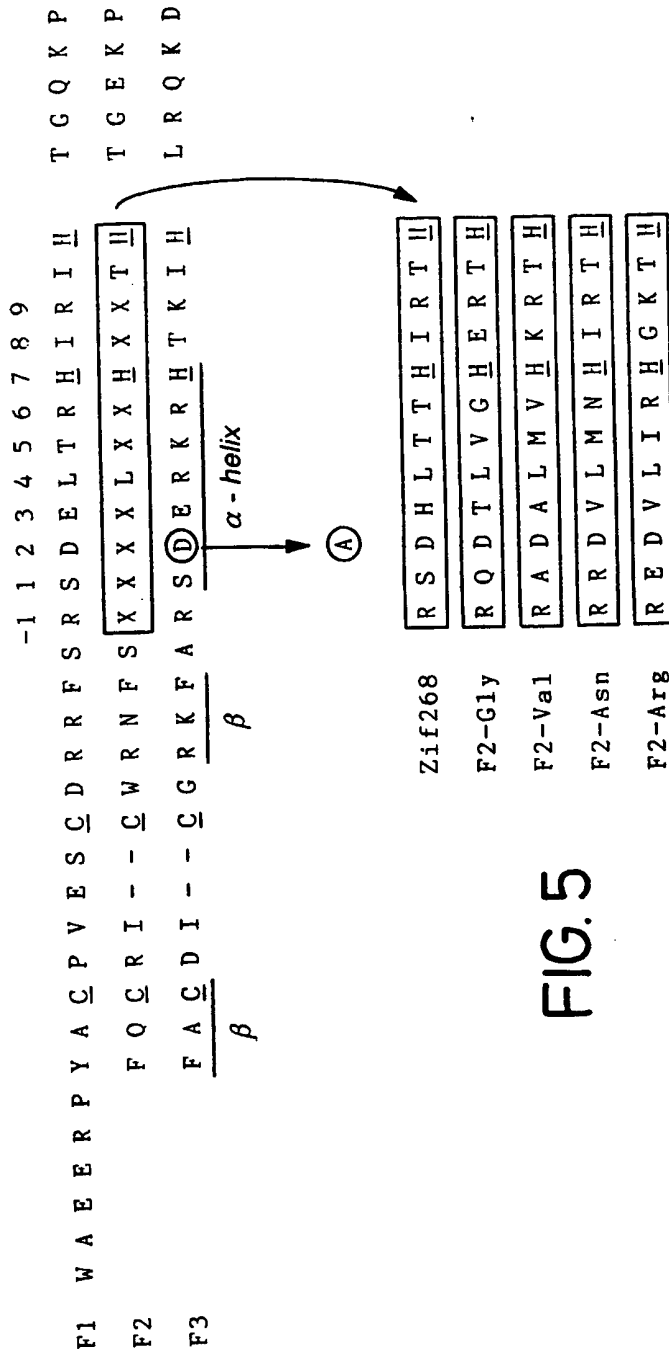 -1 1 2 3 4 5 6 7 8 9
F1 W A E E R P Y A C P V E S C D R R F S R S D E L T R H I R I H T G Q K P
F2 F Q C R I - - C W R N F S X X X X L X X H X X T H T G E K P
F3 F A C D I - - C G R K F A R S D E R K R H T K I H L R Q K D
β β α - helix
A
Zif268 R S D H L T T H I R T H
F2-Gly R Q D T L V G H E R T H
F2-Val R A D A L M V H K R T H
F2-Asn R R D V L M N H I R T H
F2-Arg R E D V L I R H G K T H
FIG. 5